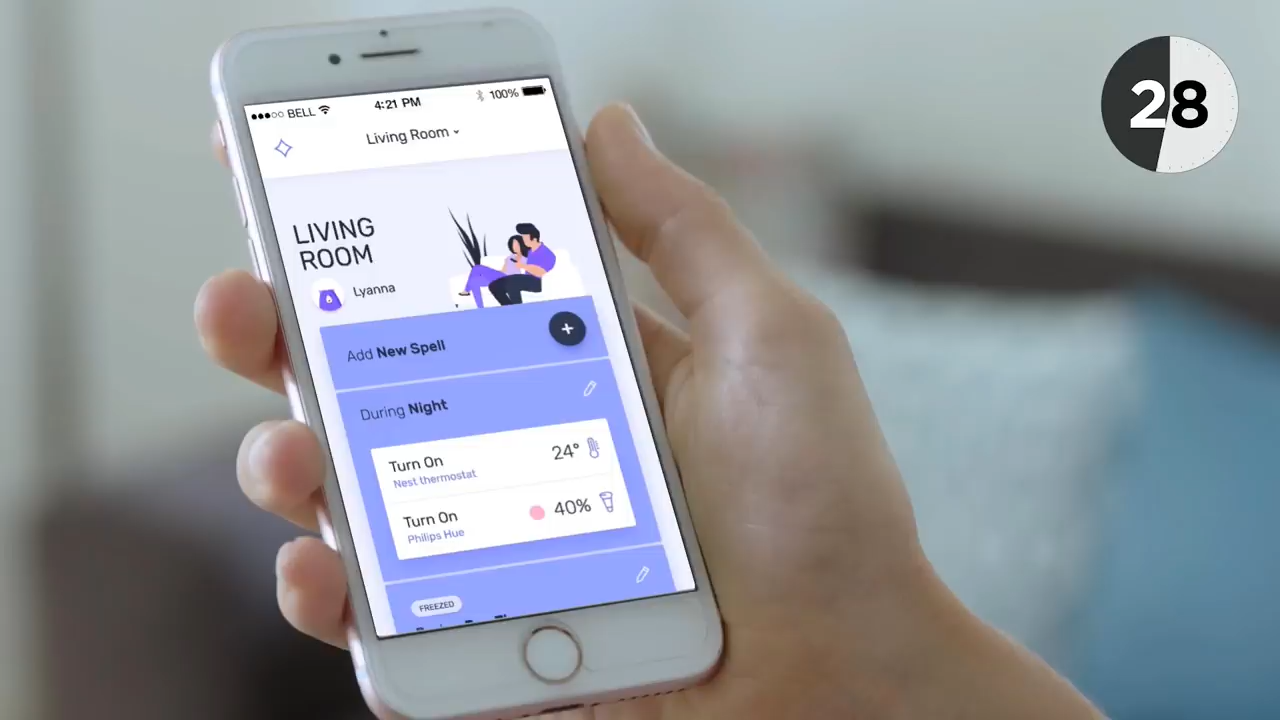 28
BELL 4:21 PM 100%
Living Room
LIVING
ROOM
Lyanna
Add New Spell
During Night
Turn On 24°
Nest thermostat
Turn On 40%
Philips Hue
FREEZED